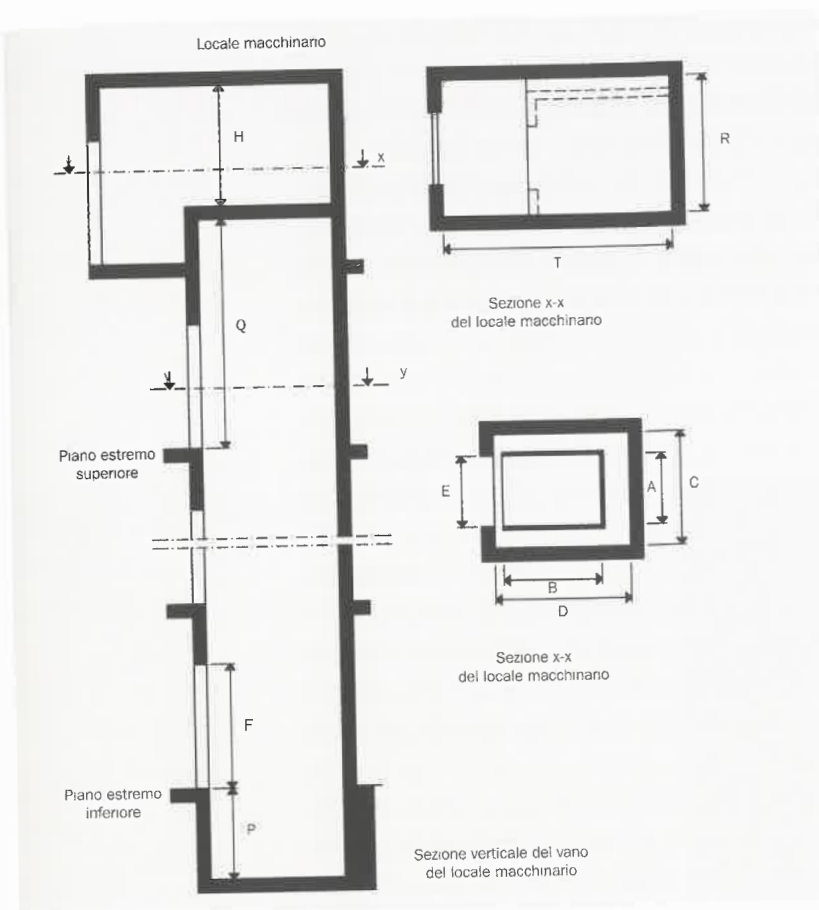 Locale macchinario
H
x
R
T
Sezione x-x
del locale macchinario
Q
y
y
Piano estremo
superiore
E
A
C
B
D
Sezione x-x
del locale macchinario
F
Piano estremo
inferiore
P
Sezione verticale del vano
del locale macchinario